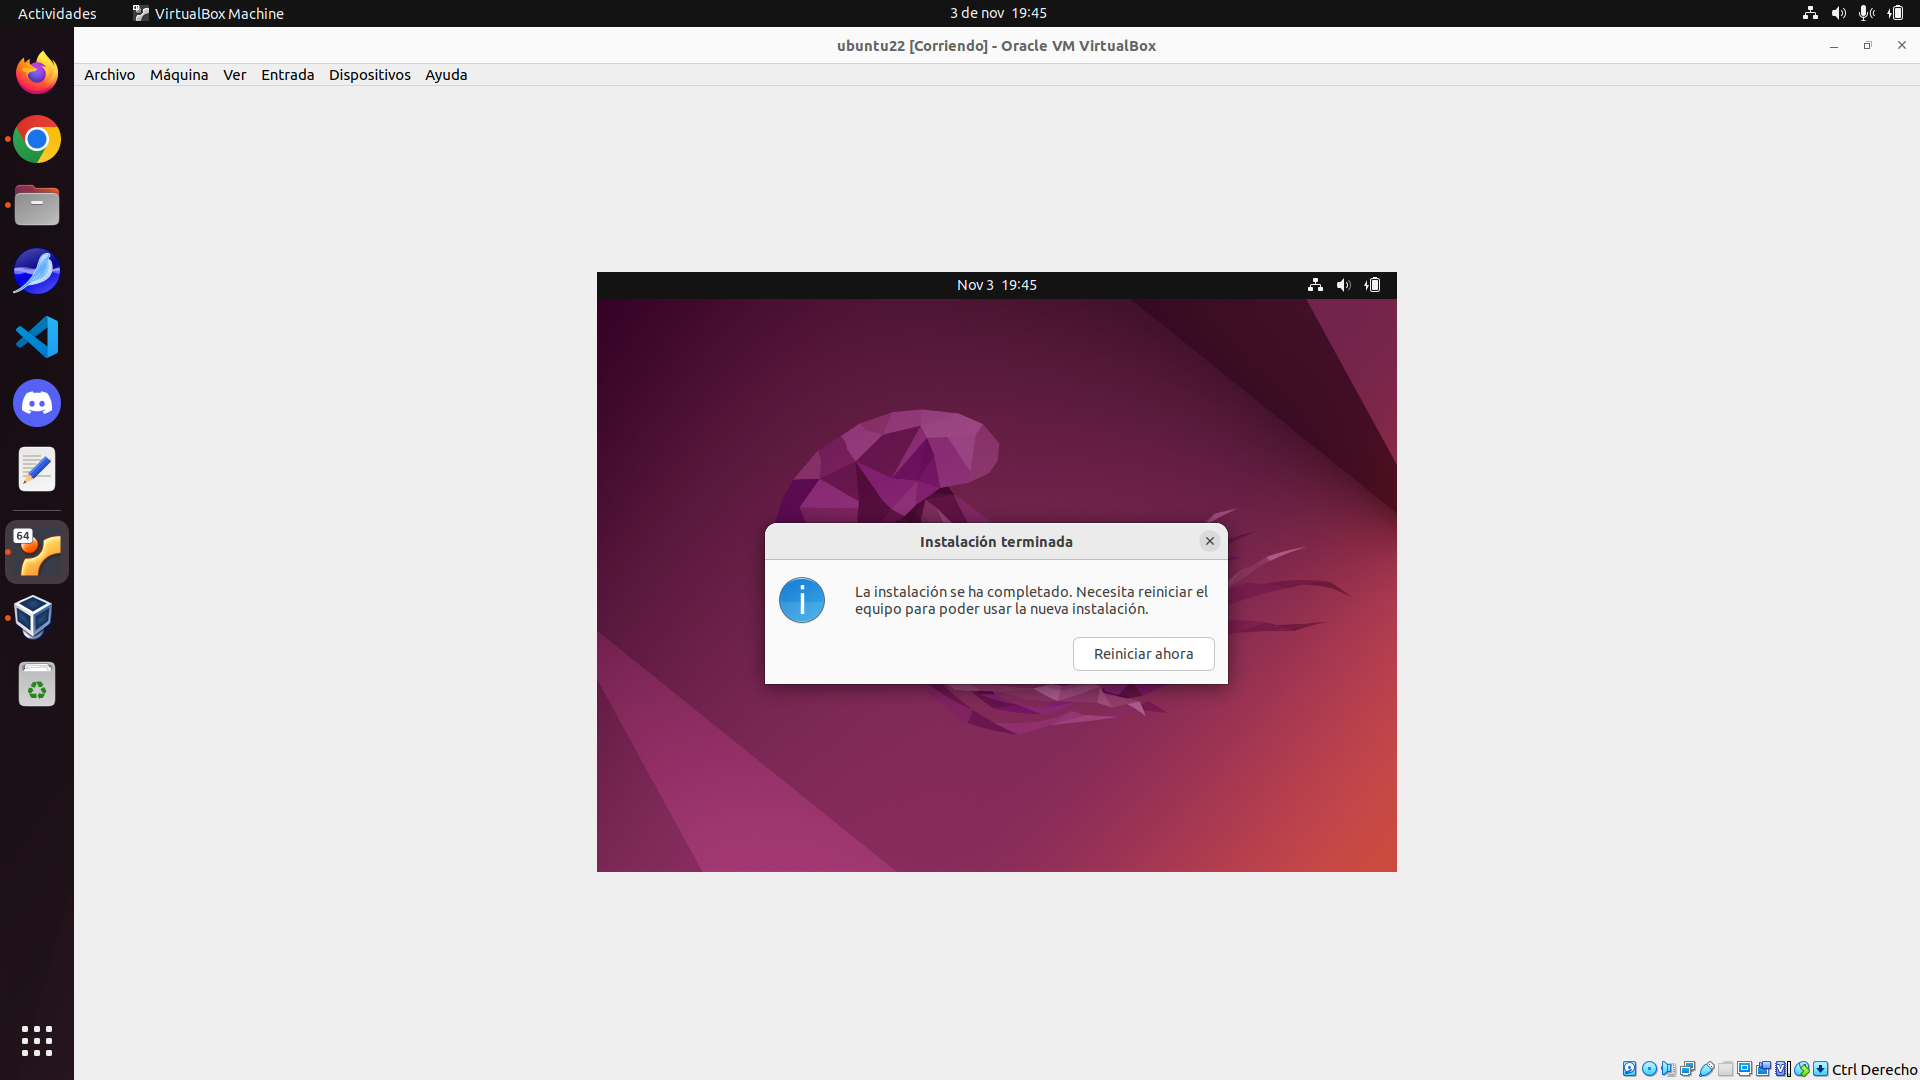 Actividades
VirtualBox Machine
3 de nov 19:45
ubuntu22 [Corriendo] - Oracle VM VirtualBox
Archivo Máquina Ver Entrada Dispositivos Ayuda
64
Nov 3 19:45
Instalación terminada
La instalación se ha completado. Necesita reiniciar el
equipo para poder usar la nueva instalación.
Reiniciar ahora
Ctrl Derecho